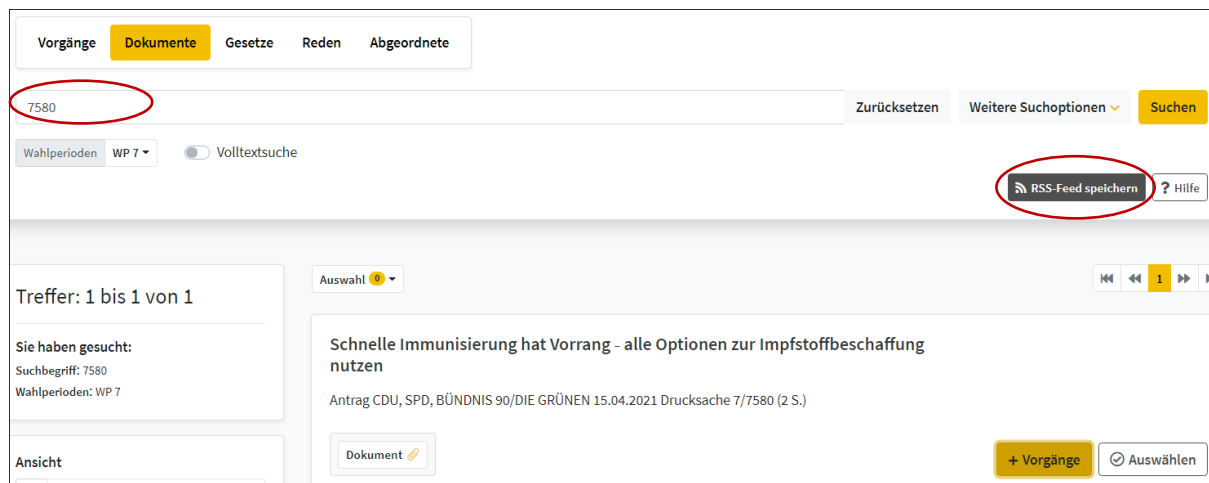 Vorgänge Dokumente Gesetze Reden Abgeordnete
7580 Zurücksetzen Weitere Suchoptionen Suchen
Wahlperioden WP 7 Volltextsuche
RSS-Feed speichern ? Hilfe
Auswahl 0 1
Treffer: 1 bis 1 von 1
Sie haben gesucht:
Suchbegriff: 7580
Wahlperioden: WP 7
Schnelle Immunisierung hat Vorrang - alle Optionen zur Impfstoffbeschaffung
nutzen
Antrag CDU, SPD, BÜNDNIS 90/DIE GRÜNEN 15.04.2021 Drucksache 7/7580 (2 S.)
Dokument
+ Vorgänge Auswählen
Ansicht